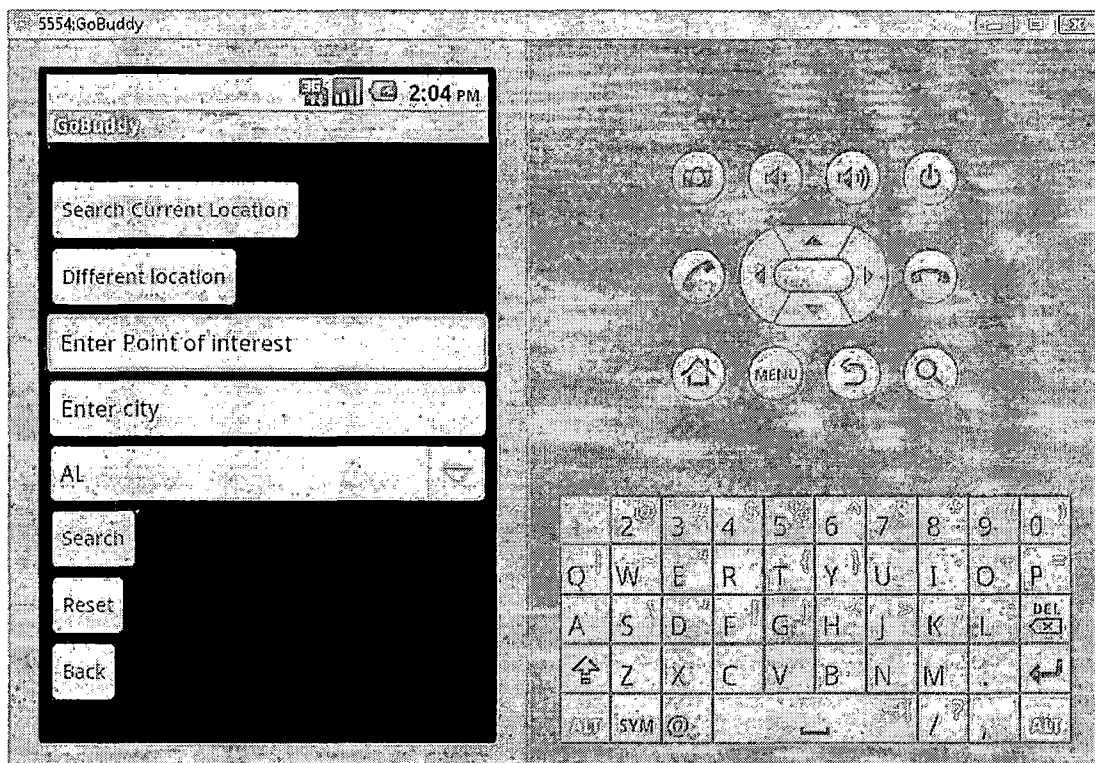 5554:GoBuddy
2:04 PM
GoBuddy
Search Current Location
Different location
Enter Point of interest
Enter city
AL
Search
Reset
Back
MENU
2 3 4 5 6 7 8 9 0
Q W E R T Y U I O P
A S D F G H J K L DEL
Z X C V B N M .
ALT SYM @ / , ALT